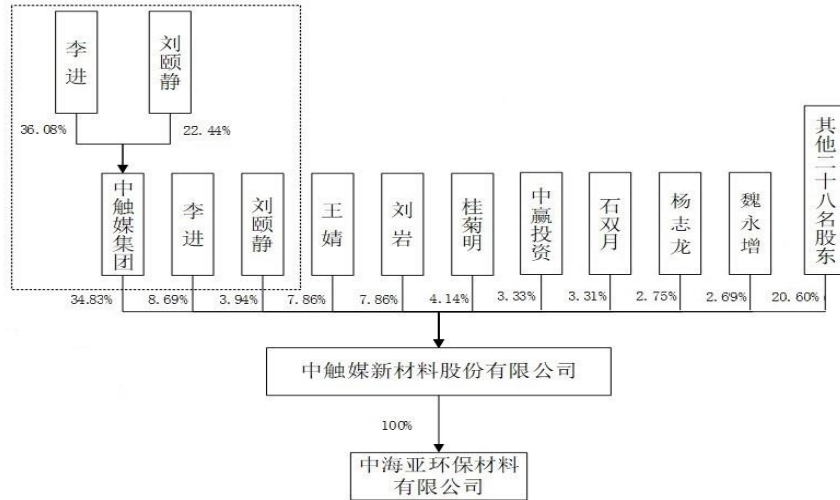 李进
刘颐静
36.08%
22.44%
中触媒集团
李进
刘颐静
王婧
刘岩
桂菊明
中赢投资
石双月
杨志龙
魏永增
其他二十八名股东
34.83%
8.69%
3.94%
7.86%
7.86%
4.14%
3.33%
3.31%
2.75%
2.69%
20.60%
中触媒新材料股份有限公司
100%
中海亚环保材料
有限公司